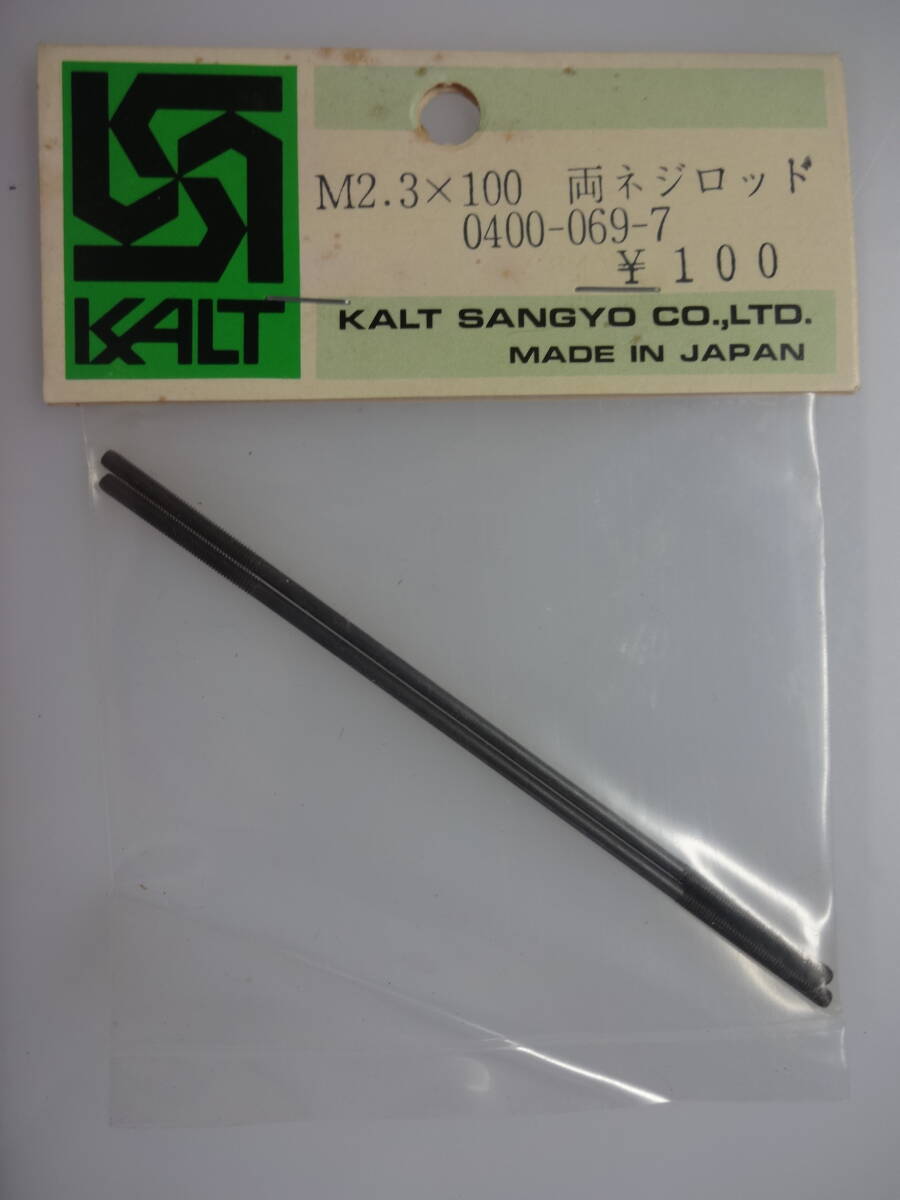 M2.3×100 両ネジロッド
0400-069-7
¥100
KALT
KALT SANGYO CO.,LTD.
MADE IN JAPAN